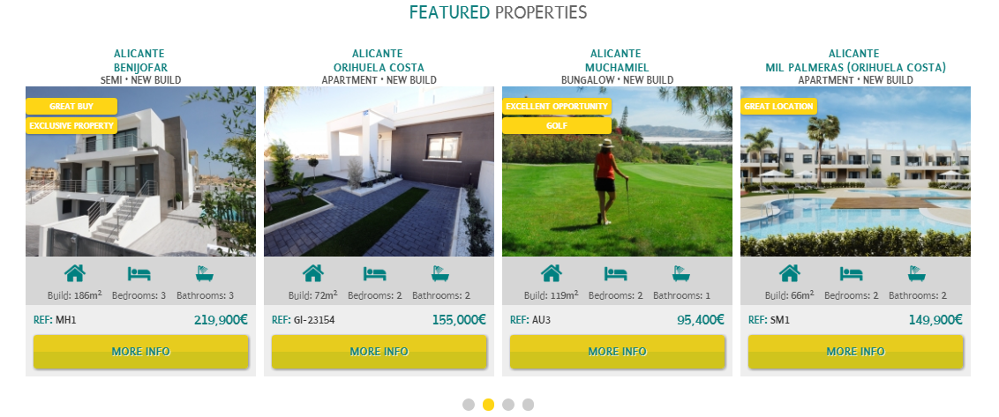 FEATURED PROPERTIES
ALICANTE
BENIJOFAR
SEMI • NEW BUILD
GREAT BUY
EXCLUSIVE PROPERTY
Build: 186m² Bedrooms: 3 Bathrooms: 3
REF: MH1 219,900€
MORE INFO
ALICANTE
ORIHUELA COSTA
APARTMENT • NEW BUILD
Build: 72m² Bedrooms: 2 Bathrooms: 2
REF: GI-23154 155,000€
MORE INFO
ALICANTE
MUCHAMIEL
BUNGALOW • NEW BUILD
EXCELLENT OPPORTUNITY
GOLF
Build: 119m² Bedrooms: 2 Bathrooms: 1
REF: AU3 95,400€
MORE INFO
ALICANTE
MIL PALMERAS (ORIHUELA COSTA)
APARTMENT • NEW BUILD
GREAT LOCATION
Build: 66m² Bedrooms: 2 Bathrooms: 2
REF: SM1 149,900€
MORE INFO